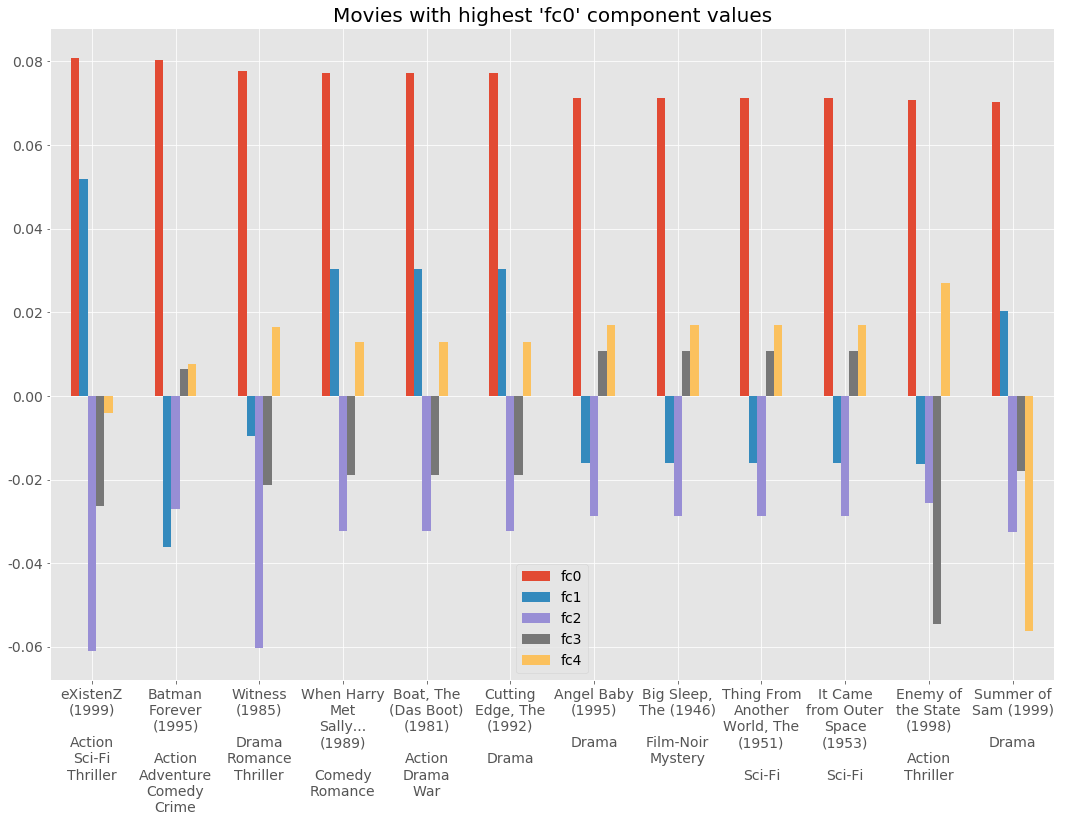 Movies with highest 'fc0' component values
0.08
0.06
0.04
0.02
0.00
-0.02
-0.04
-0.06
fc0
fc1
fc2
fc3
fc4
eXistenZ
(1999)
Action
Sci-Fi
Thriller
Batman
Forever
(1995)
Action
Adventure
Comedy
Crime
Witness
(1985)
Drama
Romance
Thriller
When Harry
Met
Sally...
(1989)
Comedy
Romance
Boat, The
(Das Boot)
(1981)
Action
Drama
War
Cutting
Edge, The
(1992)
Drama
Angel Baby
(1995)
Drama
Big Sleep,
The (1946)
Film-Noir
Mystery
Thing From
Another
World, The
(1951)
Sci-Fi
It Came
from Outer
Space
(1953)
Sci-Fi
Enemy of
the State
(1998)
Action
Thriller
Summer of
Sam (1999)
Drama